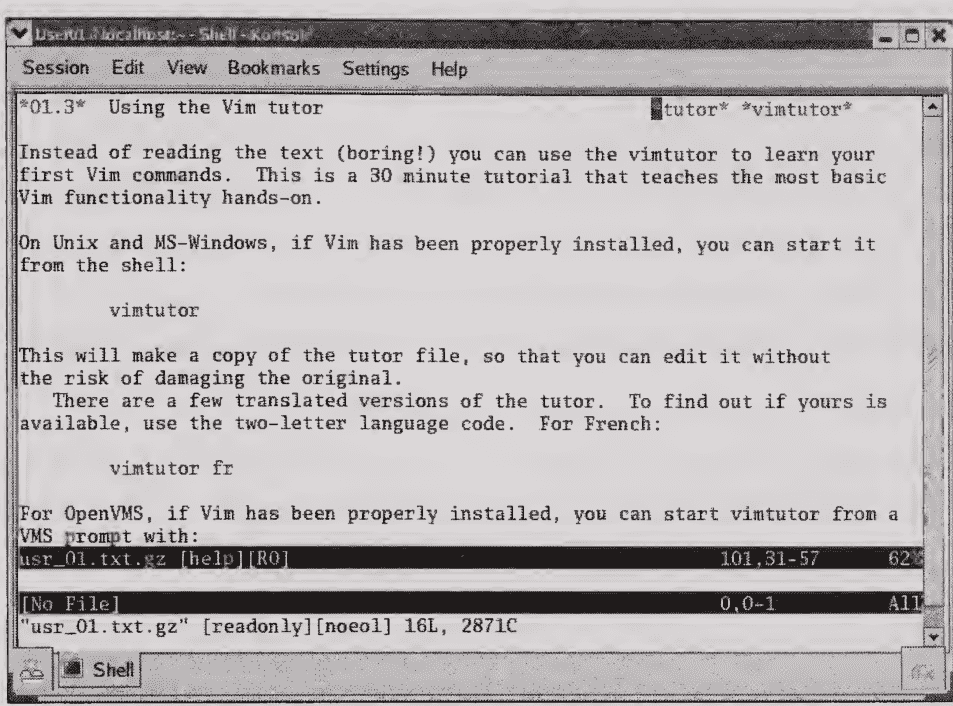 Shell - Konsole
Session Edit View Bookmarks Settings Help
*01.3* Using the Vim tutor tutor* *vimtutor*
Instead of reading the text (boring!) you can use the vimtutor to learn your
first Vim commands. This is a 30 minute tutorial that teaches the most basic
Vim functionality hands-on.
On Unix and MS-Windows, if Vim has been properly installed, you can start it
from the shell:
vimtutor
This will make a copy of the tutor file, so that you can edit it without
the risk of damaging the original.
There are a few translated versions of the tutor. To find out if yours is
available, use the two-letter language code. For French:
vimtutor fr
For OpenVMS, if Vim has been properly installed, you can start vimtutor from a
VMS prompt with:
usr_01.txt.gz [help][RO] 101,31-57 62%
[No File] 0,0-1 All
"usr_01.txt.gz" [readonly][noeol] 16L, 2871C
Shell